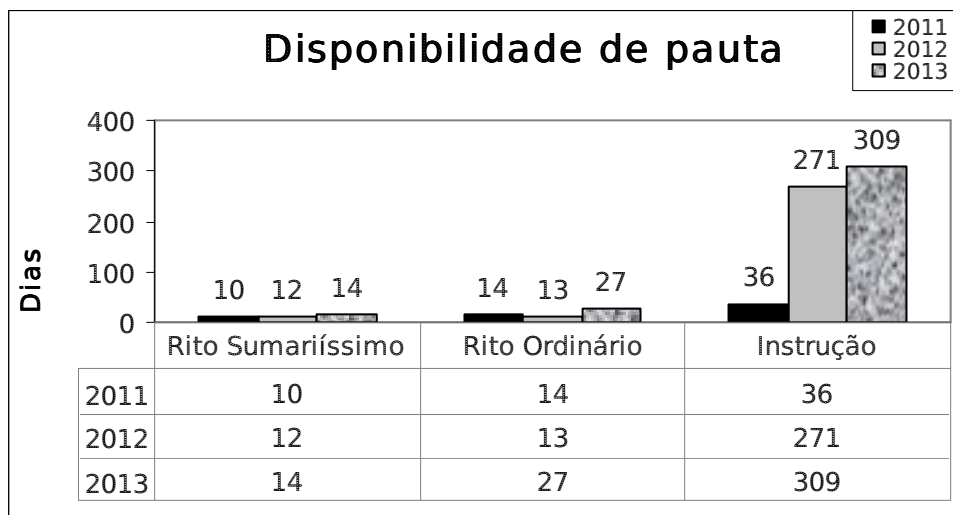 Disponibilidade de pauta
2011
2012
2013
Dias
400
300
200
100
0
10 12 14 14 13 27 36 271 309
Rito Sumariíssimo Rito Ordinário Instrução
2011 10 14 36
2012 12 13 271
2013 14 27 309